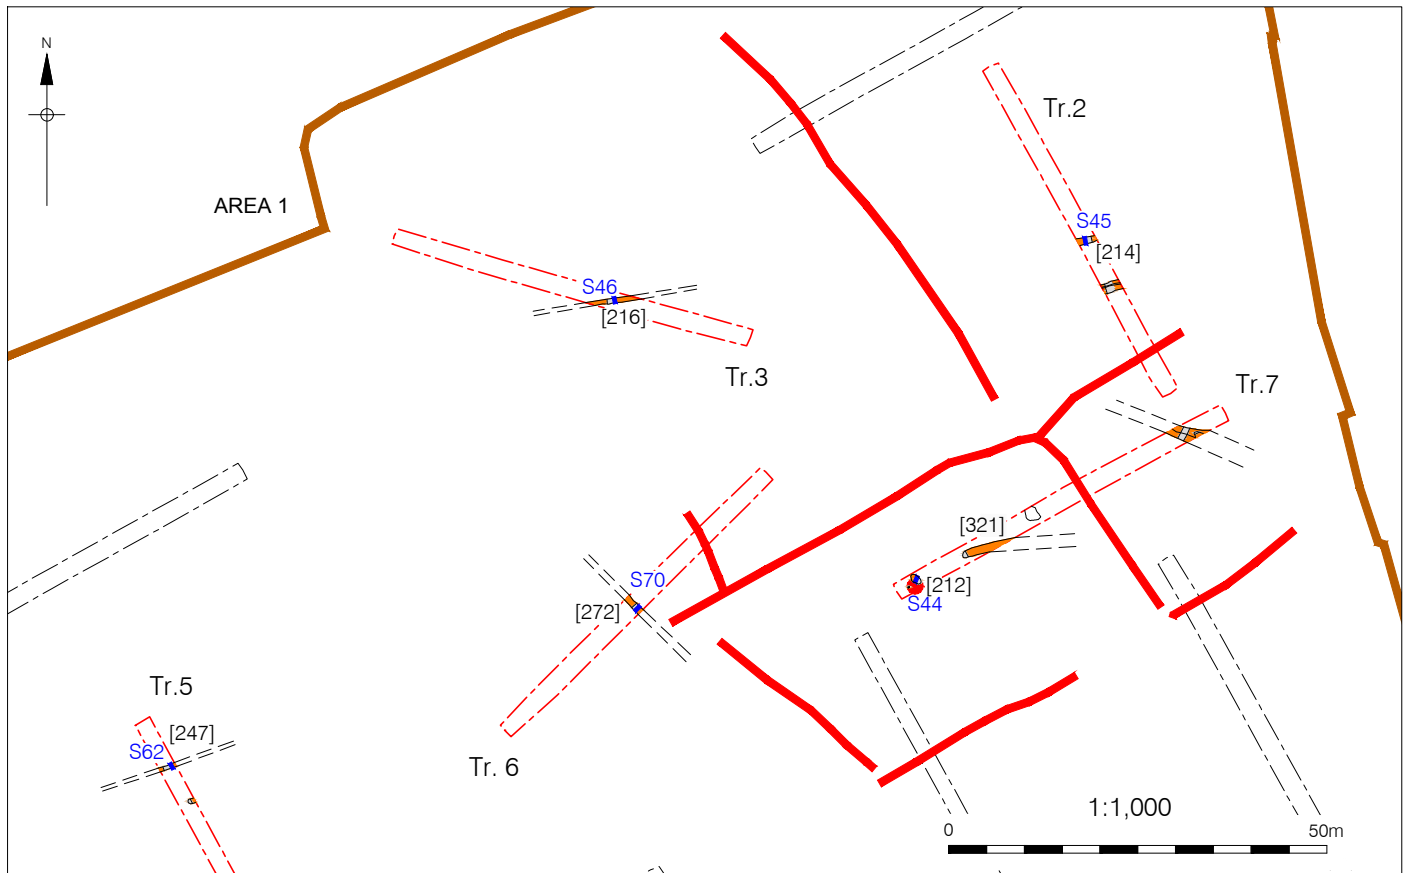 N
Tr.2
AREA 1
S45
[214]
S46
[216]
Tr.3
Tr.7
[321]
S70
[272]
[212]
S44
Tr.5
[247]
S62
Tr. 6
1:1,000
0 50m